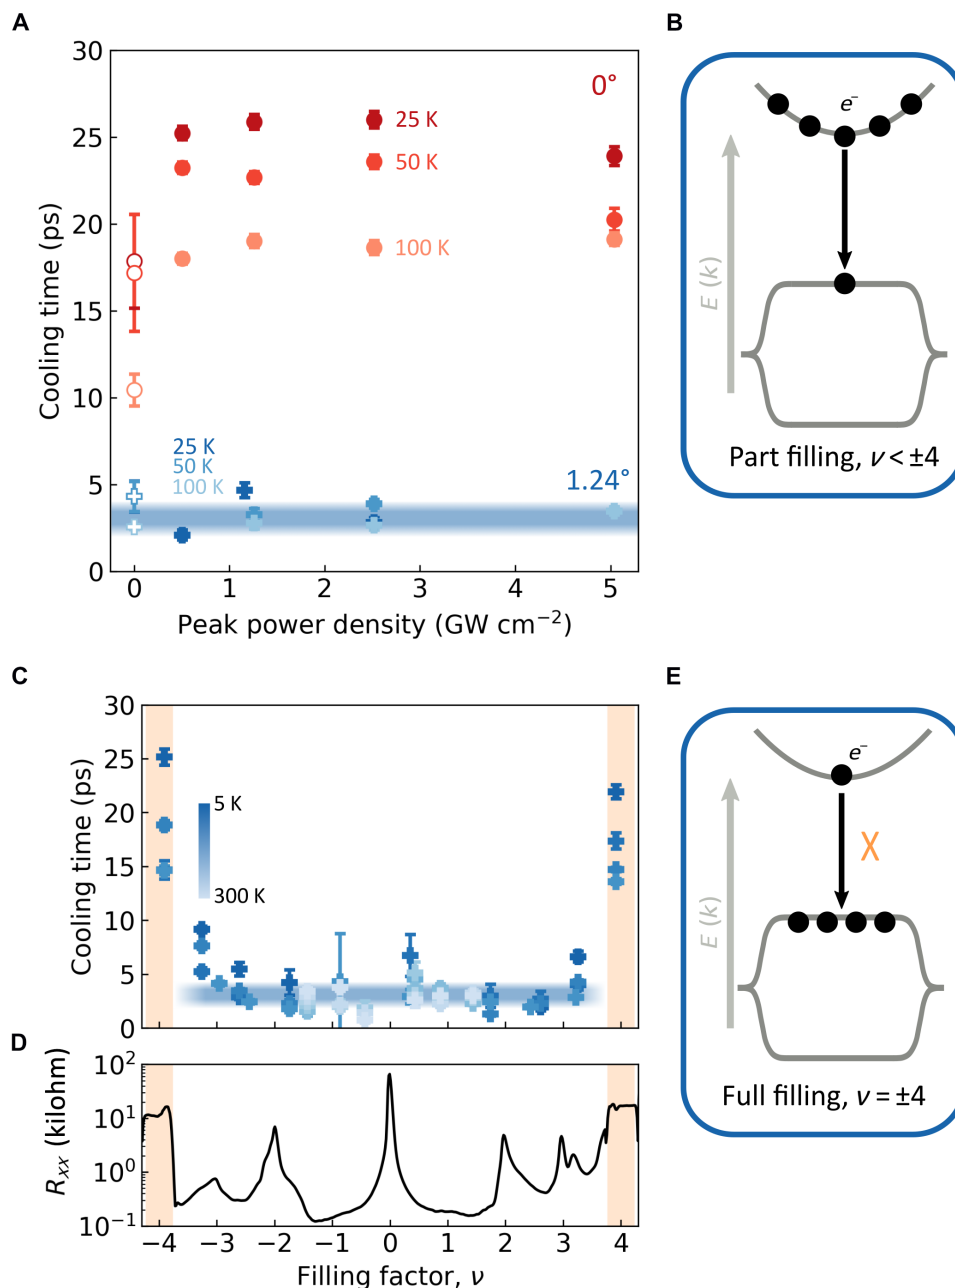 A
30
25
20
15
10
5
0
Cooling time (ps)
0°
25 K
50 K
100 K
25 K
50 K
100 K
1.24°
0 1 2 3 4 5
Peak power density (GW cm⁻²)
B
e⁻
E (k)
Part filling, ν < ±4
C
30
25
20
15
10
5
0
Cooling time (ps)
5 K
300 K
D
10²
10¹
10⁰
10⁻¹
Rₓₓ (kilohm)
−4 −3 −2 −1 0 1 2 3 4
Filling factor, ν
E
e⁻
X
E (k)
Full filling, ν = ±4